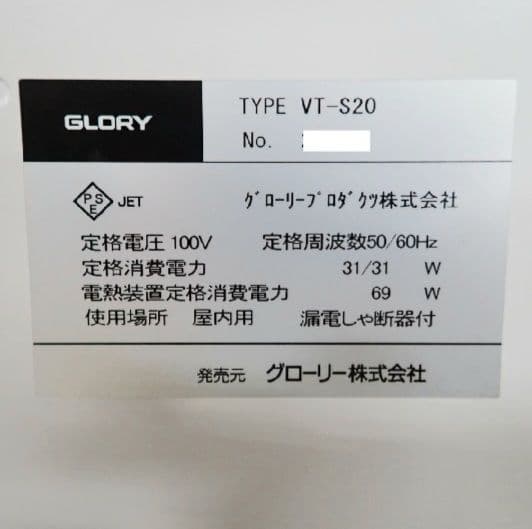 GLORY
TYPE VT-S20
No.
PSE JET
ｸﾞﾛｰﾘｰﾌﾟﾛﾀﾞｸﾂ株式会社
定格電圧 100V 定格周波数50/60Hz
定格消費電力 31/31 W
電熱装置定格消費電力 69 W
使用場所 屋内用 漏電しゃ断器付
発売元 グローリー株式会社